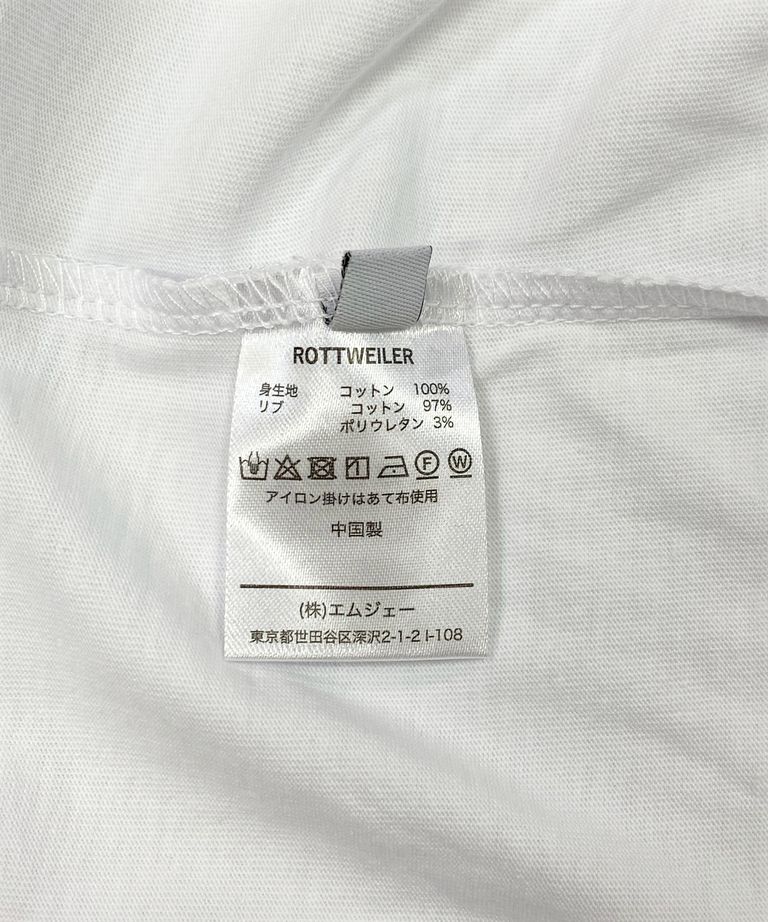 ROTTWEILER
身生地 コットン 100%
リブ コットン 97%
ポリウレタン 3%
F W
アイロン掛けはあて布使用
中国製
(株)エムジェー
東京都世田谷区深沢2-1-2 I-108